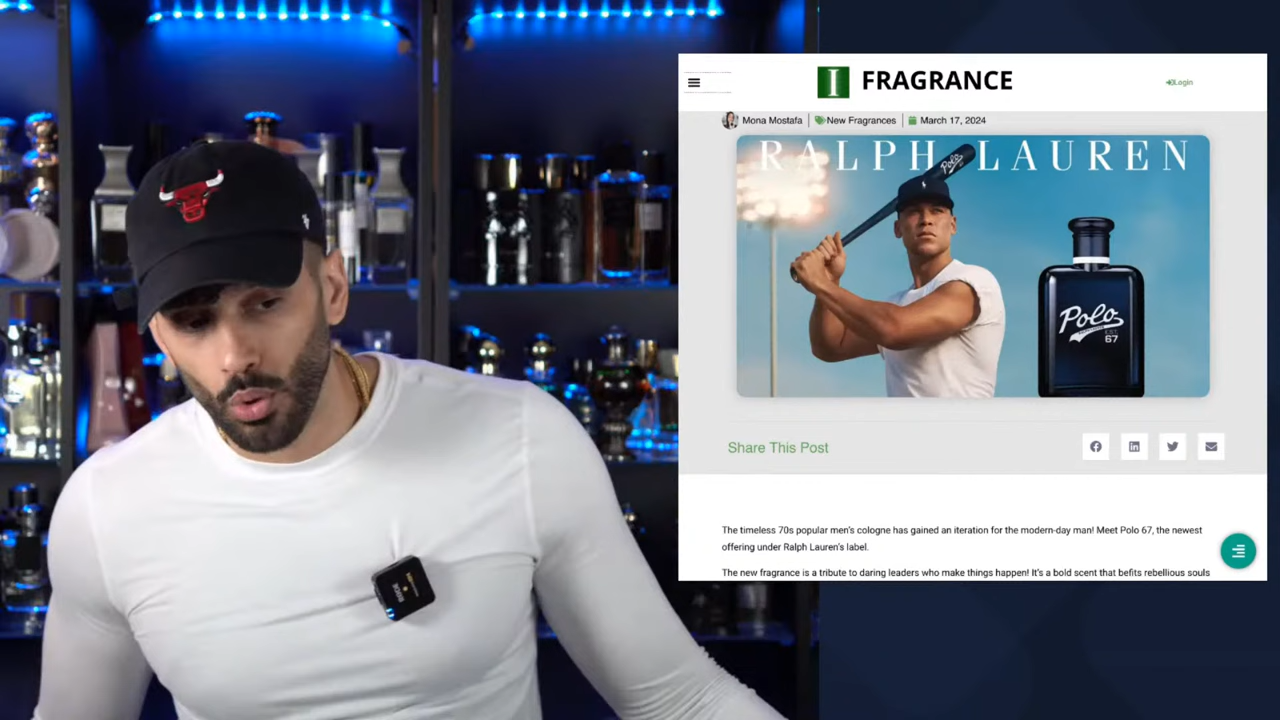 I FRAGRANCE
Login
Mona Mostafa | New Fragrances | March 17, 2024
RALPH LAUREN
Polo
Polo
EST.
67
Share This Post
The timeless 70s popular men's cologne has gained an iteration for the modern-day man! Meet Polo 67, the newest
offering under Ralph Lauren's label.
The new fragrance is a tribute to daring leaders who make things happen! It's a bold scent that befits rebellious souls